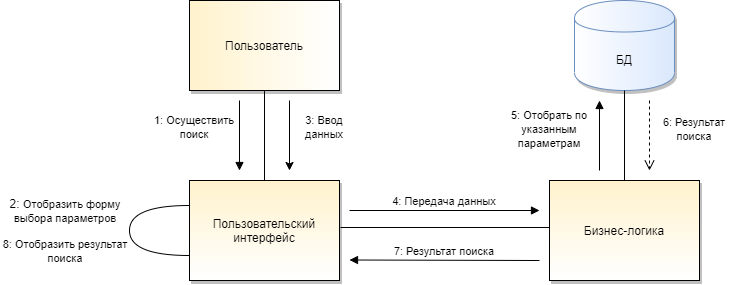 Пользователь
БД
1: Осуществить
поиск
3: Ввод
данных
5: Отобрать по
указанным
параметрам
6: Результат
поиска
2: Отобразить форму
выбора параметров
8: Отобразить результат
поиска
Пользовательский
интерфейс
4: Передача данных
7: Результат поиска
Бизнес-логика